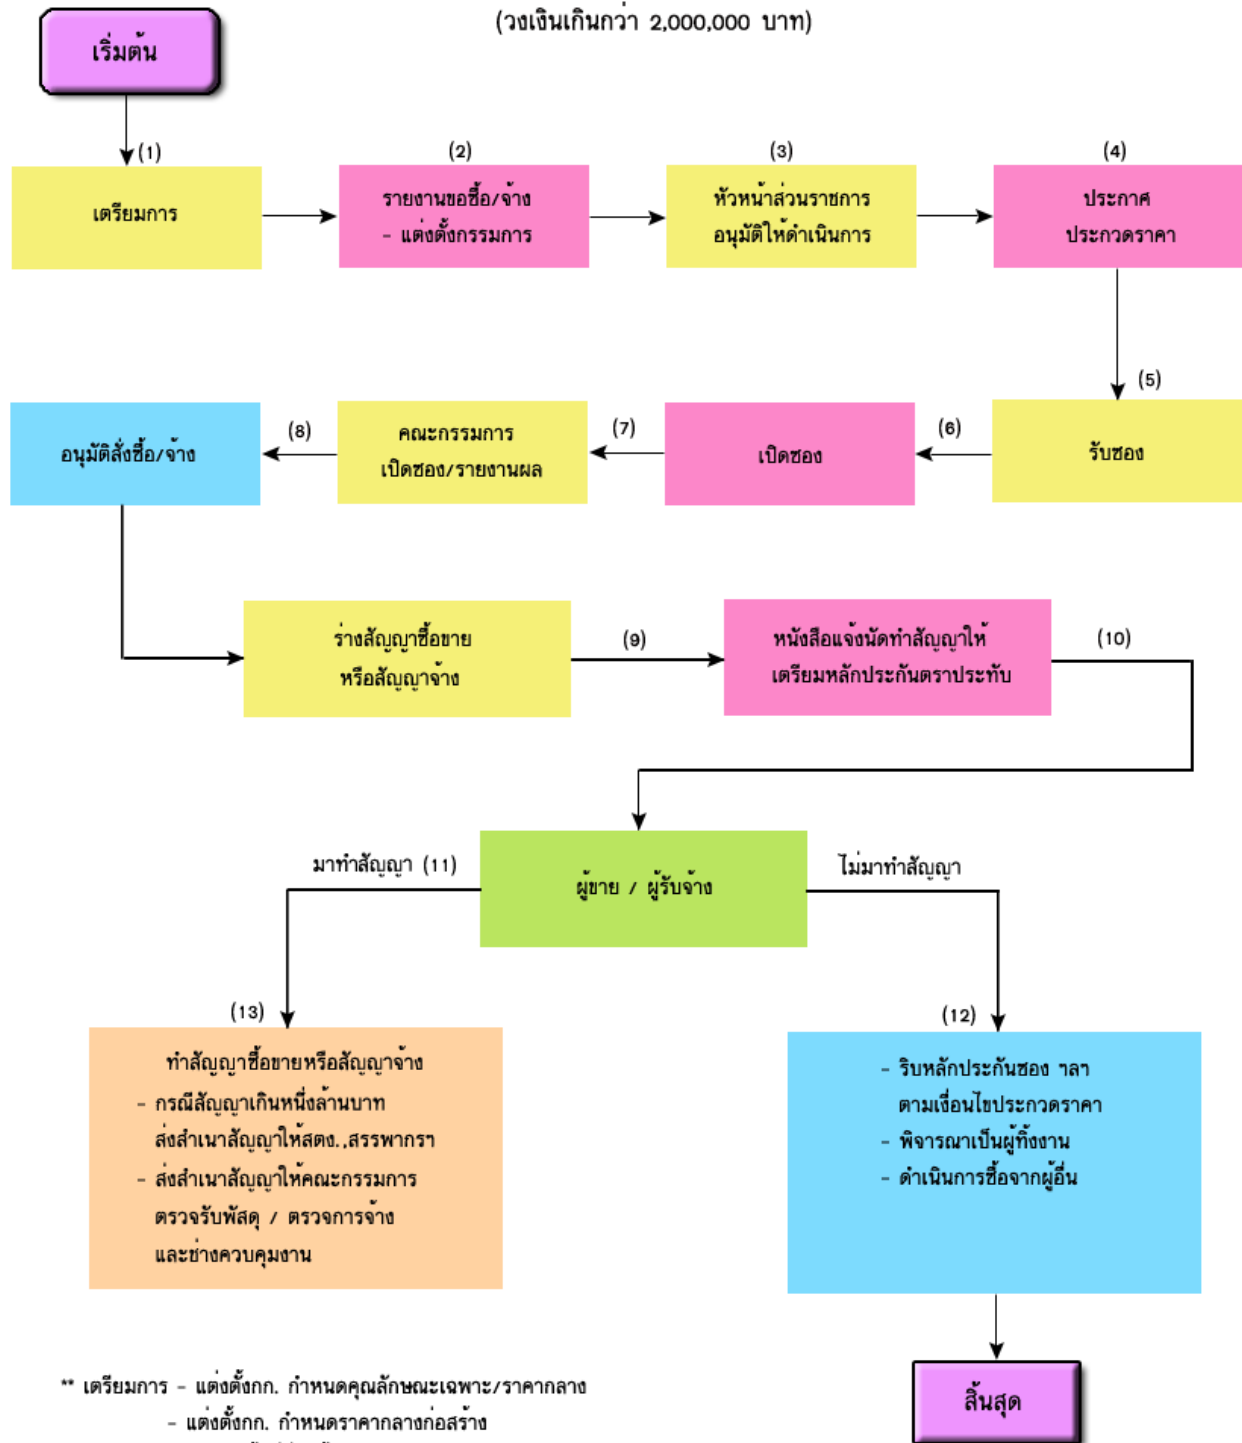 (วงเงินเกินกว่า 2,000,000 บาท)
เริ่มต้น
(1)
เตรียมการ
(2)
รายงานขอซื้อ/จ้าง
- แต่งตั้งกรรมการ
(3)
หัวหน้าส่วนราชการ
อนุมัติให้ดำเนินการ
(4)
ประกาศ
ประกวดราคา
(5)
รับซอง
(6)
เปิดซอง
(7)
คณะกรรมการ
เปิดซอง/รายงานผล
(8)
อนุมัติสั่งซื้อ/จ้าง
ร่างสัญญาซื้อขาย
หรือสัญญาจ้าง
(9)
หนังสือแจ้งนัดทำสัญญาให้
เตรียมหลักประกันตราประทับ
(10)
ผู้ขาย / ผู้รับจ้าง
มาทำสัญญา (11)
ไม่มาทำสัญญา
(13)
ทำสัญญาซื้อขายหรือสัญญาจ้าง
- กรณีสัญญาเกินหนึ่งล้านบาท
ส่งสำเนาสัญญาให้สตง.,สรรพากรฯ
- ส่งสำเนาสัญญาให้คณะกรรมการ
ตรวจรับพัสดุ / ตรวจการจ้าง
และช่างควบคุมงาน
(12)
- ริบหลักประกันซอง ฯลฯ
ตามเงื่อนไขประกวดราคา
- พิจารณาเป็นผู้ทิ้งงาน
- ดำเนินการซื้อจากผู้อื่น
สิ้นสุด
** เตรียมการ - แต่งตั้งกก. กำหนดคุณลักษณะเฉพาะ/ราคากลาง
- แต่งตั้งกก. กำหนดราคากลางก่อสร้าง